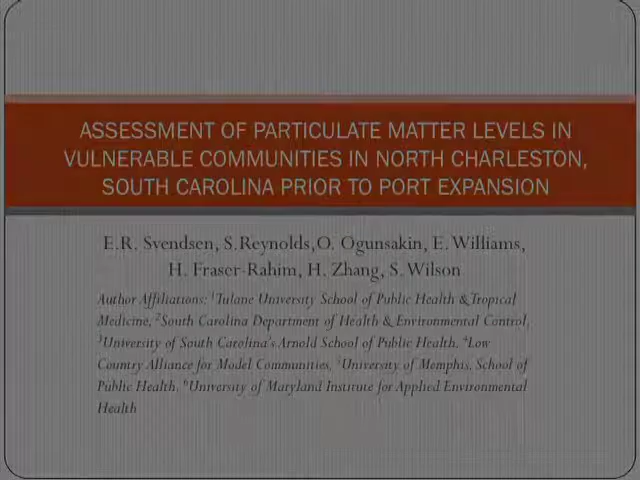 ASSESSMENT OF PARTICULATE MATTER LEVELS IN
VULNERABLE COMMUNITIES IN NORTH CHARLESTON,
SOUTH CAROLINA PRIOR TO PORT EXPANSION
E.R. Svendsen, S.Reynolds,O. Ogunsakin, E. Williams,
H. Fraser-Rahim, H. Zhang, S. Wilson
Author Affiliations: ¹Tulane University School of Public Health & Tropical
Medicine, ²South Carolina Department of Health & Environmental Control,
³University of South Carolina's Arnold School of Public Health, ⁴Low
Country Alliance for Model Communities, ⁵University of Memphis, School of
Public Health, ⁶University of Maryland Institute for Applied Environmental
Health